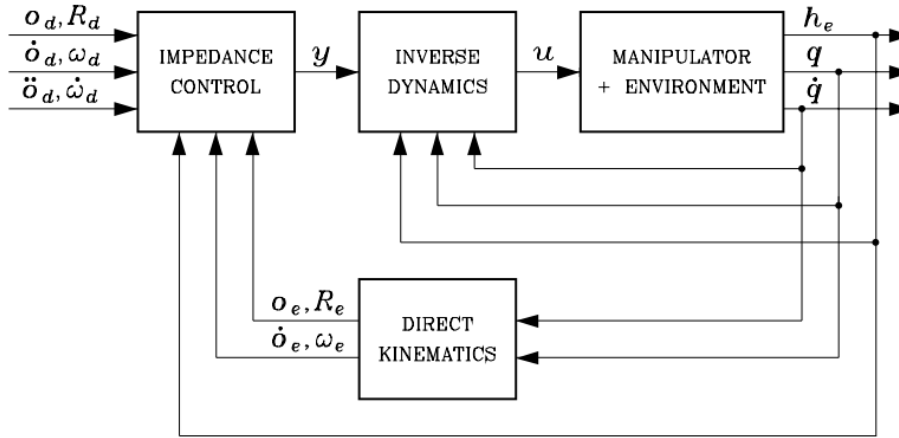 o_d, R_d
ȯ_d, ω_d
ö_d, ω̇_d
IMPEDANCE
CONTROL
y
INVERSE
DYNAMICS
u
MANIPULATOR
+ ENVIRONMENT
h_e
q
q̇
o_e, R_e
ȯ_e, ω_e
DIRECT
KINEMATICS